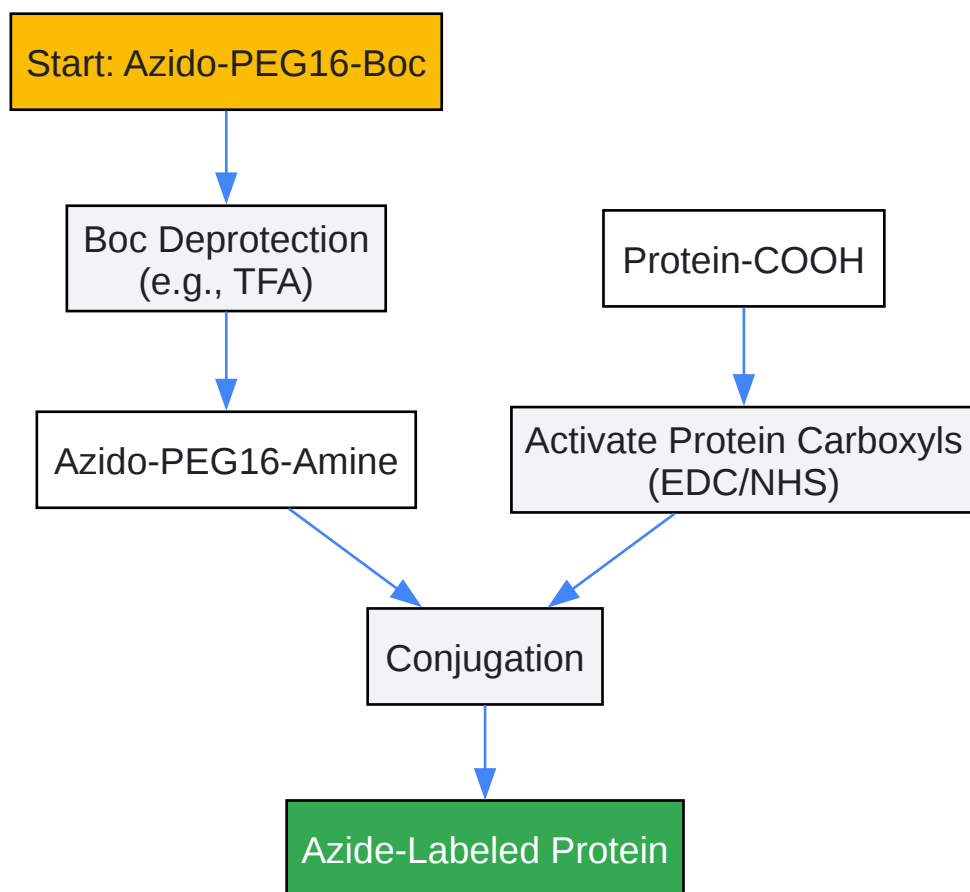 Start: Azido-PEG16-Boc
Boc Deprotection
(e.g., TFA)
Protein-COOH
Azido-PEG16-Amine
Activate Protein Carboxyls
(EDC/NHS)
Conjugation
Azide-Labeled Protein